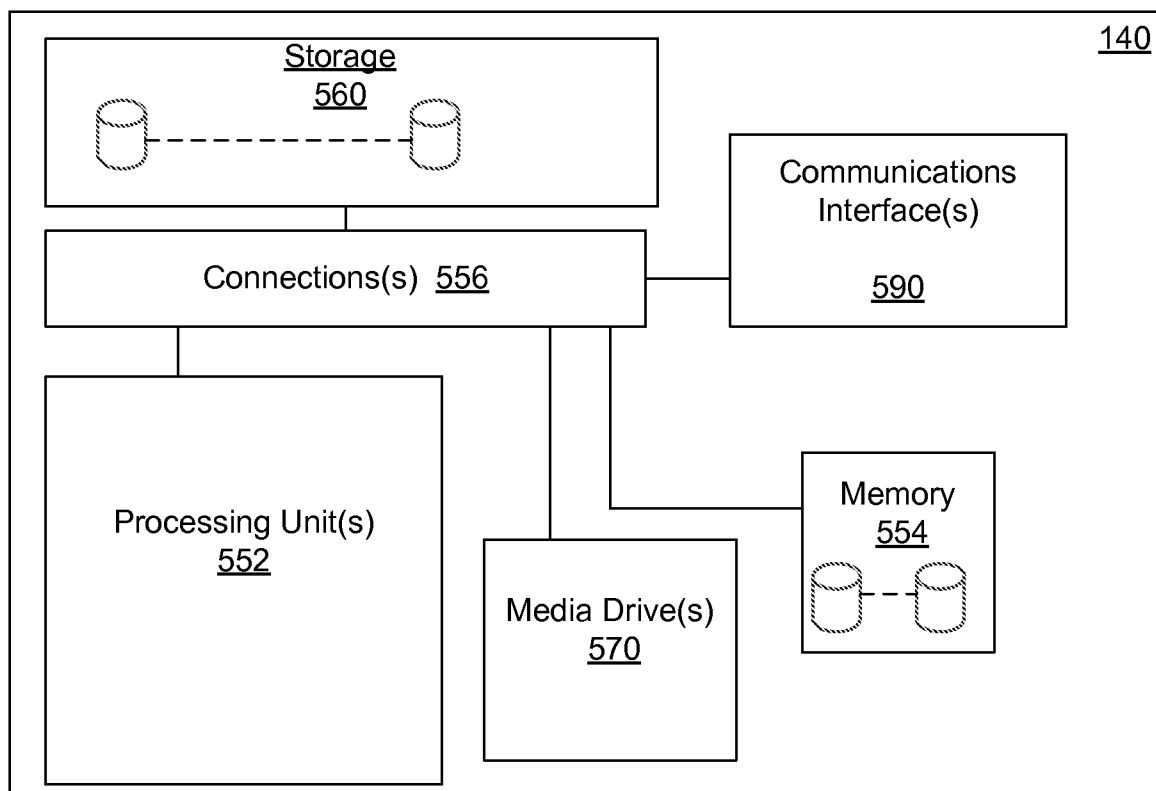 140
Storage
560
Communications
Interface(s)
590
Connections(s) 556
Processing Unit(s)
552
Media Drive(s)
570
Memory
554